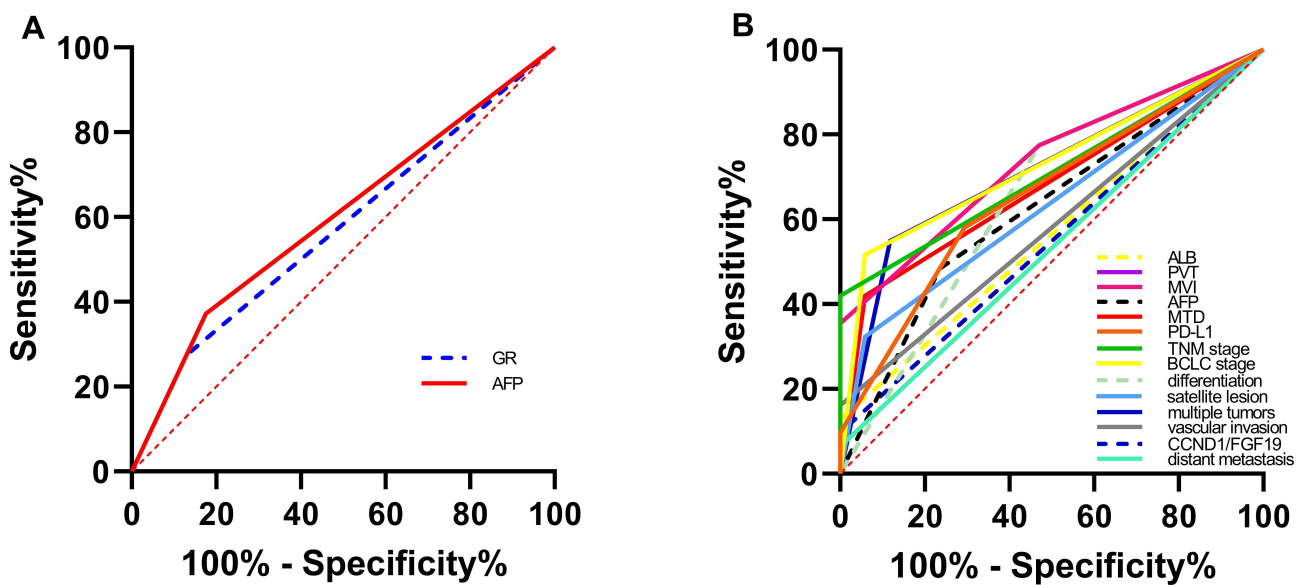 A
100
80
60
40
20
0
Sensitivity%
GR
AFP
0 20 40 60 80 100
100% - Specificity%
B
100
80
60
40
20
0
Sensitivity%
ALB
PVT
MVI
AFP
MTD
PD-L1
TNM stage
BCLC stage
differentiation
satellite lesion
multiple tumors
vascular invasion
CCND1/FGF19
distant metastasis
0 20 40 60 80 100
100% - Specificity%